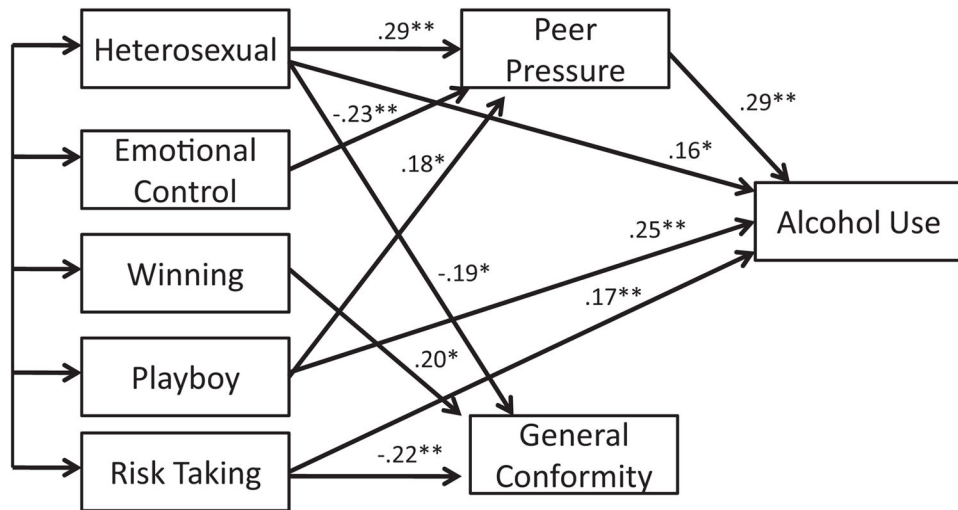 Heterosexual
.29**
Peer
Pressure
-.23**
.29**
Emotional
Control
.18*
.16*
Alcohol Use
.25**
Winning
-.19*
.17**
Playboy
.20*
General
Conformity
Risk Taking
-.22**